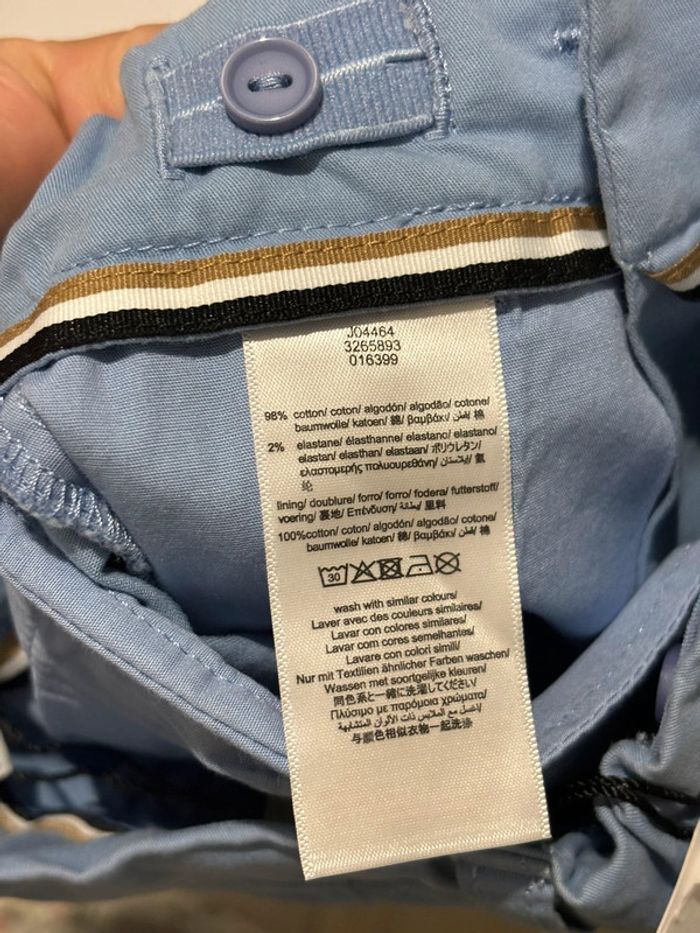 J04464
3265893
016399
98% cotton/ coton/ algodón/ algodão/ cotone/
baumwolle/ katoen/ 綿/ βαμβάκι/ قطن/ 棉
2% elastane/ élasthanne/ elastano/ elastano/
elastan/ elasthan/ elastaan/ ポリウレタン/
ελαστομερής πολυουρεθάνη/ إيلاستان/ 氨
纶
lining/ doublure/ forro/ forro/ fodera/ futterstoff/
voering/ 裏地/ Επένδυση/ بطانة/ 里料
100%cotton/ coton/ algodón/ algodão/ cotone/
baumwolle/ katoen/ 綿/ βαμβάκι/ قطن/ 棉
30
wash with similar colours/
Laver avec des couleurs similaires/
Lavar con colores similares/
Lavar com cores semelhantes/
Lavare con colori simili/
Nur mit Textilien ähnlicher Farben waschen/
Wassen met soortgelijke kleuren/
同色系と一緒に洗濯してください/
Πλύσιμο με παρόμοια χρώματα/
اغسل مع الملابس ذات الألوان المتشابهة/
与颜色相似衣物一起洗涤